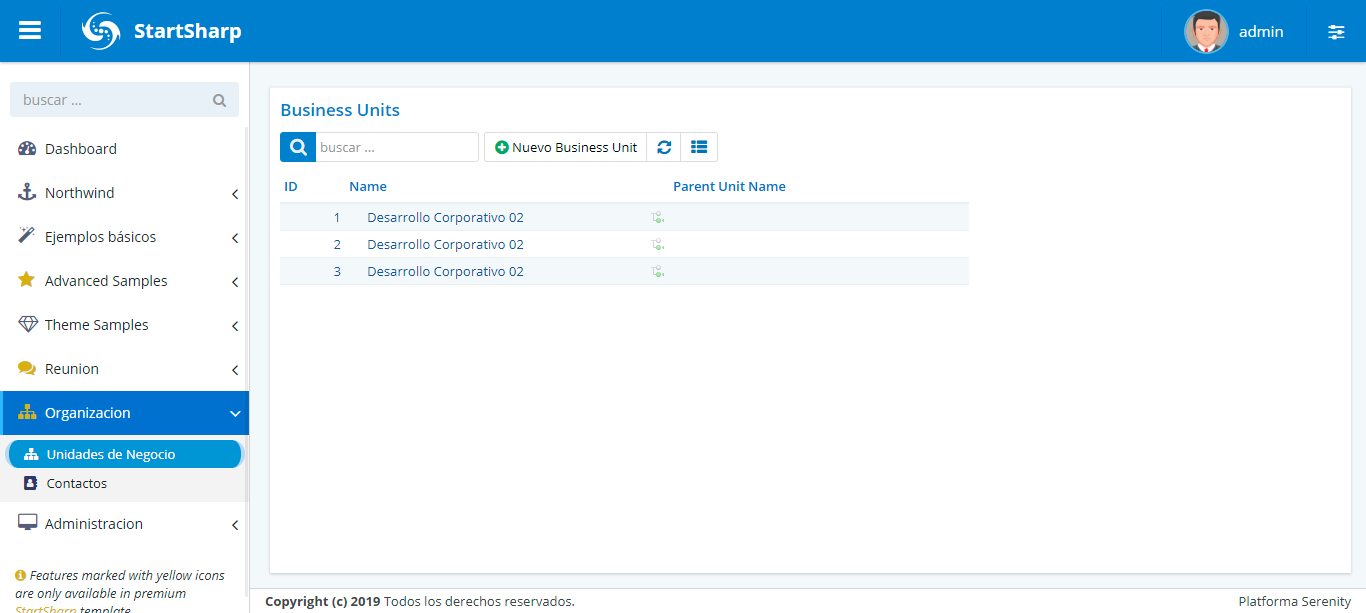 StartSharp
admin
buscar ...
Dashboard
Northwind
Ejemplos básicos
Advanced Samples
Theme Samples
Reunion
Organizacion
Unidades de Negocio
Contactos
Administracion
Features marked with yellow icons
are only available in premium
StartSharp template
Business Units
buscar ...
Nuevo Business Unit
ID Name Parent Unit Name
1 Desarrollo Corporativo 02
2 Desarrollo Corporativo 02
3 Desarrollo Corporativo 02
Copyright (c) 2019 Todos los derechos reservados.
Platforma Serenity